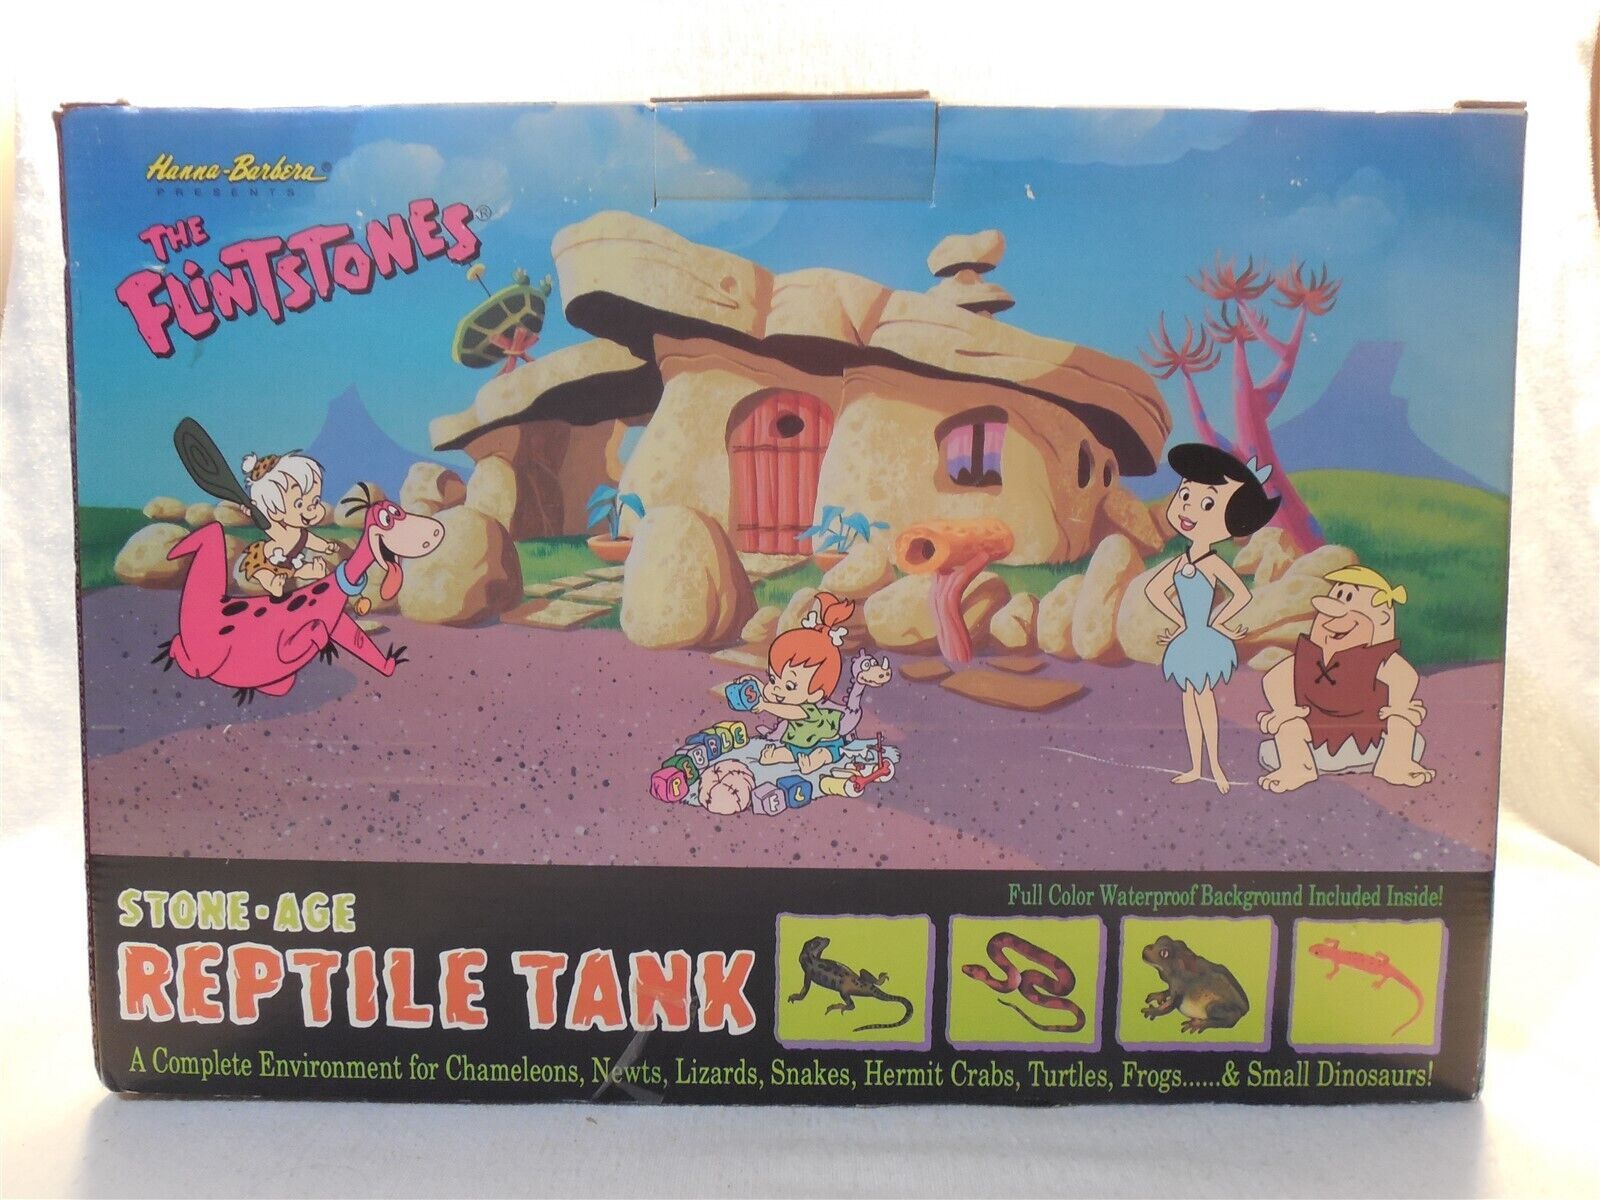 Hanna-Barbera®
PRESENTS
THE
FLINTSTONES®
S
PEBBLE
F L
STONE-AGE
REPTILE TANK
Full Color Waterproof Background Included Inside!
A Complete Environment for Chameleons, Newts, Lizards, Snakes, Hermit Crabs, Turtles, Frogs......& Small Dinosaurs!